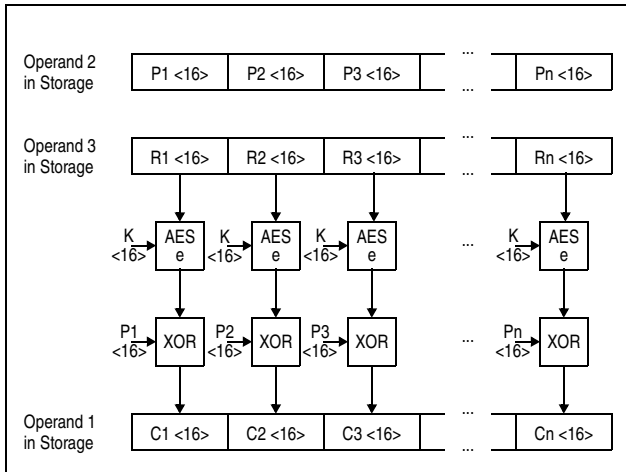 Operand 2
in Storage
P1 <16> P2 <16> P3 <16> ... ... Pn <16>
Operand 3
in Storage
R1 <16> R2 <16> R3 <16> ... ... Rn <16>
K <16> AES e K <16> AES e K <16> AES e ... K <16> AES e
P1 <16> XOR P2 <16> XOR P3 <16> XOR ... Pn <16> XOR
Operand 1
in Storage
C1 <16> C2 <16> C3 <16> ... ... Cn <16>